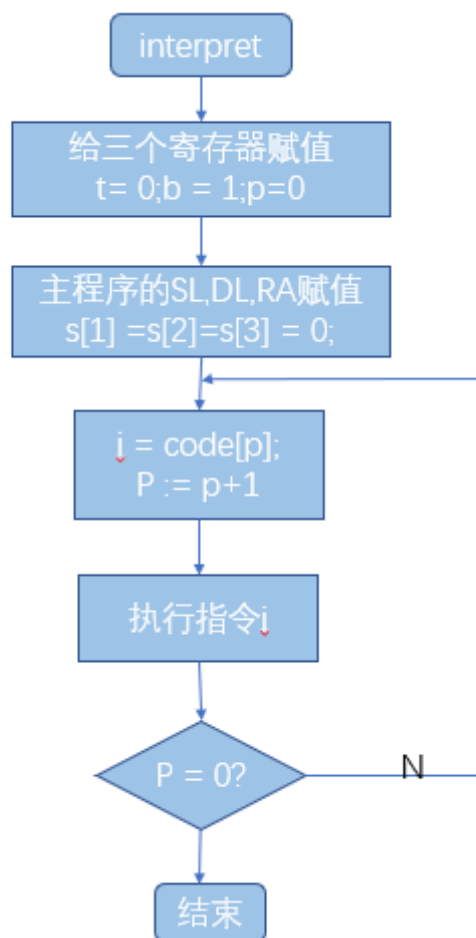 interpret
给三个寄存器赋值
t= 0;b = 1;p=0
主程序的SL,DL,RA赋值
s[1] =s[2]=s[3] = 0;
i = code[p];
P := p+1
执行指令i
P = 0?
N
结束